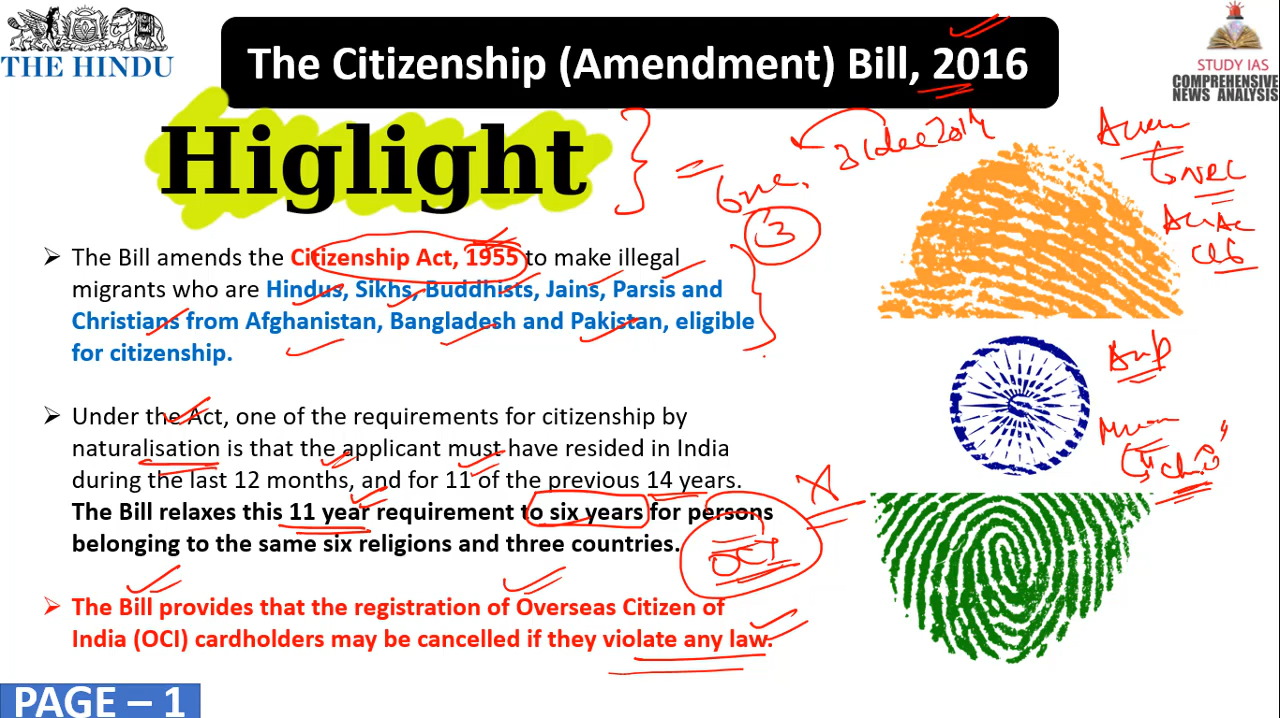 THE HINDU
The Citizenship (Amendment) Bill, 2016
STUDY IAS
COMPREHENSIVE
NEWS ANALYSIS
Higlight
31 dec 2014
NRC
3
➢ The Bill amends the Citizenship Act, 1955 to make illegal
migrants who are Hindus, Sikhs, Buddhists, Jains, Parsis and
Christians from Afghanistan, Bangladesh and Pakistan, eligible
for citizenship.
➢ Under the Act, one of the requirements for citizenship by
naturalisation is that the applicant must have resided in India
during the last 12 months, and for 11 of the previous 14 years.
The Bill relaxes this 11 year requirement to six years for persons
belonging to the same six religions and three countries.
OCI
➢ The Bill provides that the registration of Overseas Citizen of
India (OCI) cardholders may be cancelled if they violate any law.
PAGE – 1